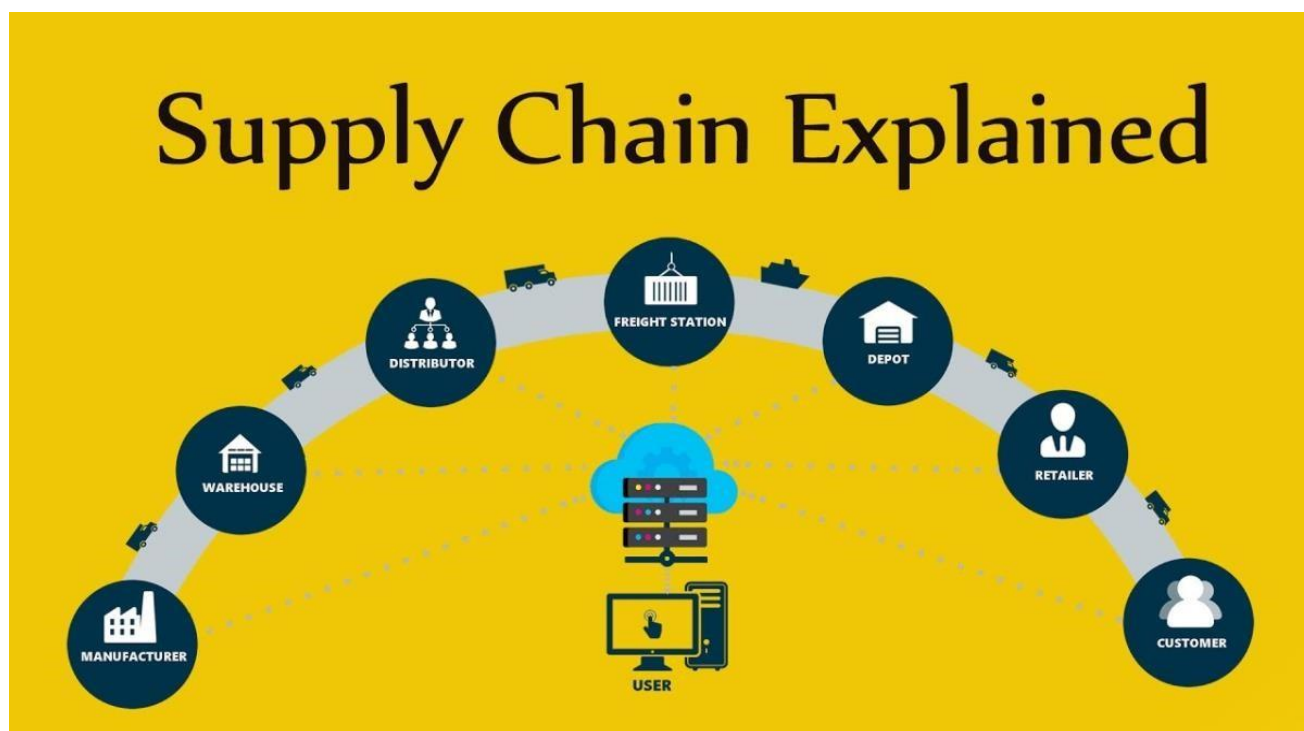 Supply Chain Explained
MANUFACTURER
WAREHOUSE
DISTRIBUTOR
FREIGHT STATION
DEPOT
RETAILER
CUSTOMER
USER